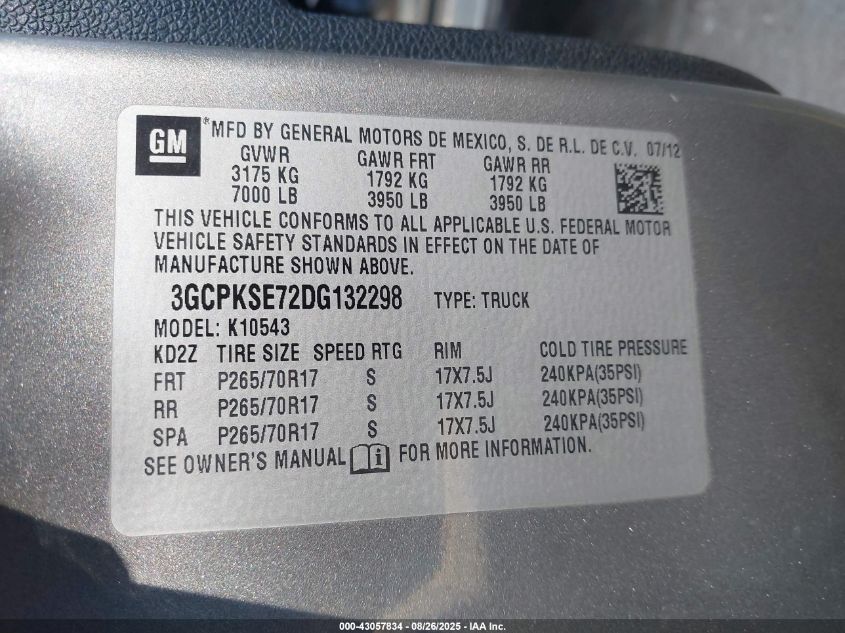 GM
*MFD BY GENERAL MOTORS DE MEXICO, S. DE R.L. DE C.V. 07/12
GVWR GAWR FRT GAWR RR
3175 KG 1792 KG 1792 KG
7000 LB 3950 LB 3950 LB
THIS VEHICLE CONFORMS TO ALL APPLICABLE U.S. FEDERAL MOTOR
VEHICLE SAFETY STANDARDS IN EFFECT ON THE DATE OF
MANUFACTURE SHOWN ABOVE.
3GCPKSE72DG132298 TYPE: TRUCK
MODEL: K10543
KD2Z TIRE SIZE SPEED RTG RIM COLD TIRE PRESSURE
FRT P265/70R17 S 17X7.5J 240KPA(35PSI)
RR P265/70R17 S 17X7.5J 240KPA(35PSI)
SPA P265/70R17 S 17X7.5J 240KPA(35PSI)
SEE OWNER'S MANUAL i FOR MORE INFORMATION.
000-43057834 - 08/26/2025 - IAA Inc.